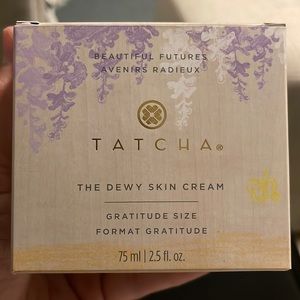 BEAUTIFUL FUTURES
AVENIRS RADIEUX
TATCHA®
THE DEWY SKIN CREAM
GRATITUDE SIZE
FORMAT GRATITUDE
75 ml | 2.5 fl. oz.